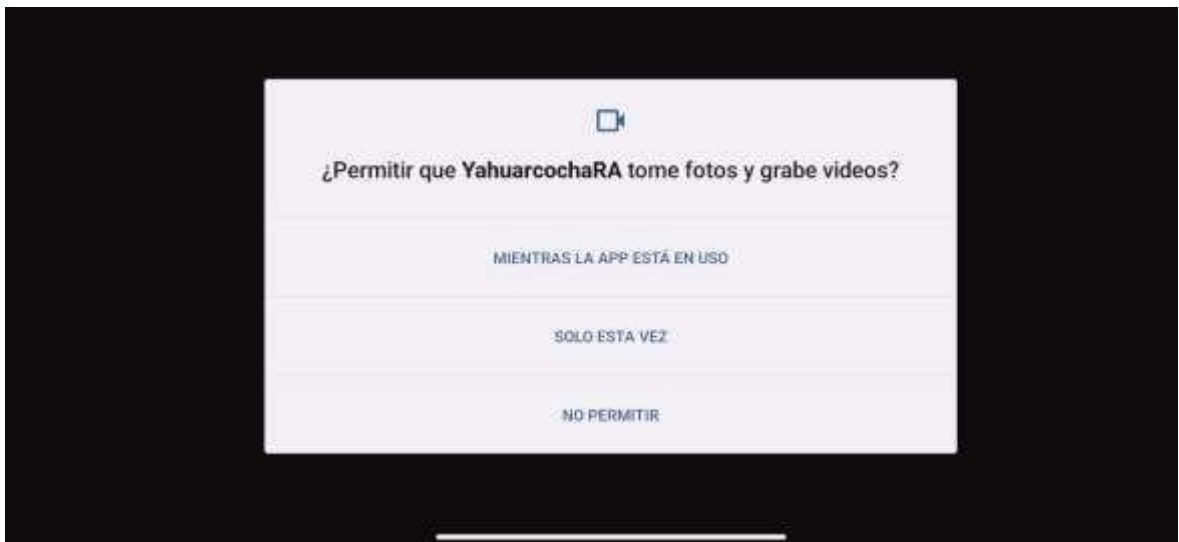 ¿Permitir que YahuarcochaRA tome fotos y grabe videos?
MIENTRAS LA APP ESTÁ EN USO
SOLO ESTA VEZ
NO PERMITIR